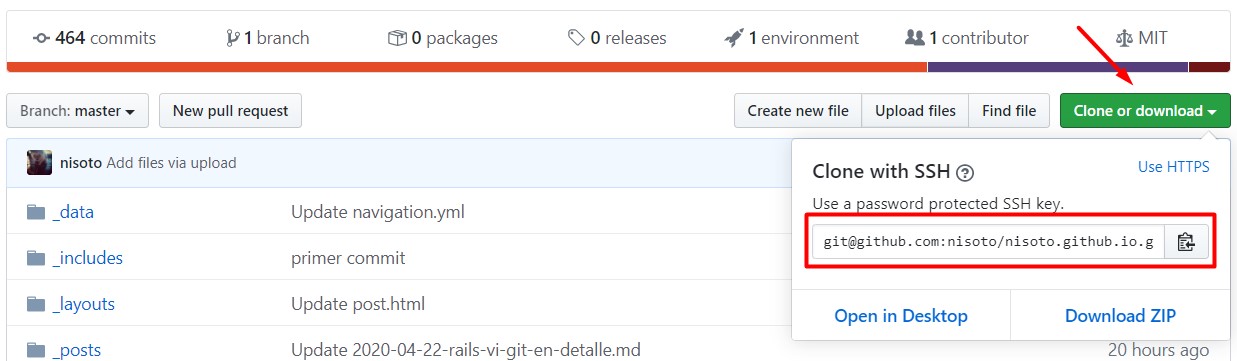 464 commits 1 branch 0 packages 0 releases 1 environment 1 contributor MIT
Branch: master New pull request Create new file Upload files Find file Clone or download
nisoto Add files via upload
Clone with SSH ? Use HTTPS
Use a password protected SSH key.
_data Update navigation.yml
git@github.com:nisoto/nisoto.github.io.g
_includes primer commit
_layouts Update post.html
Open in Desktop Download ZIP
_posts Update 2020-04-22-rails-vi-git-en-detalle.md 20 hours ago